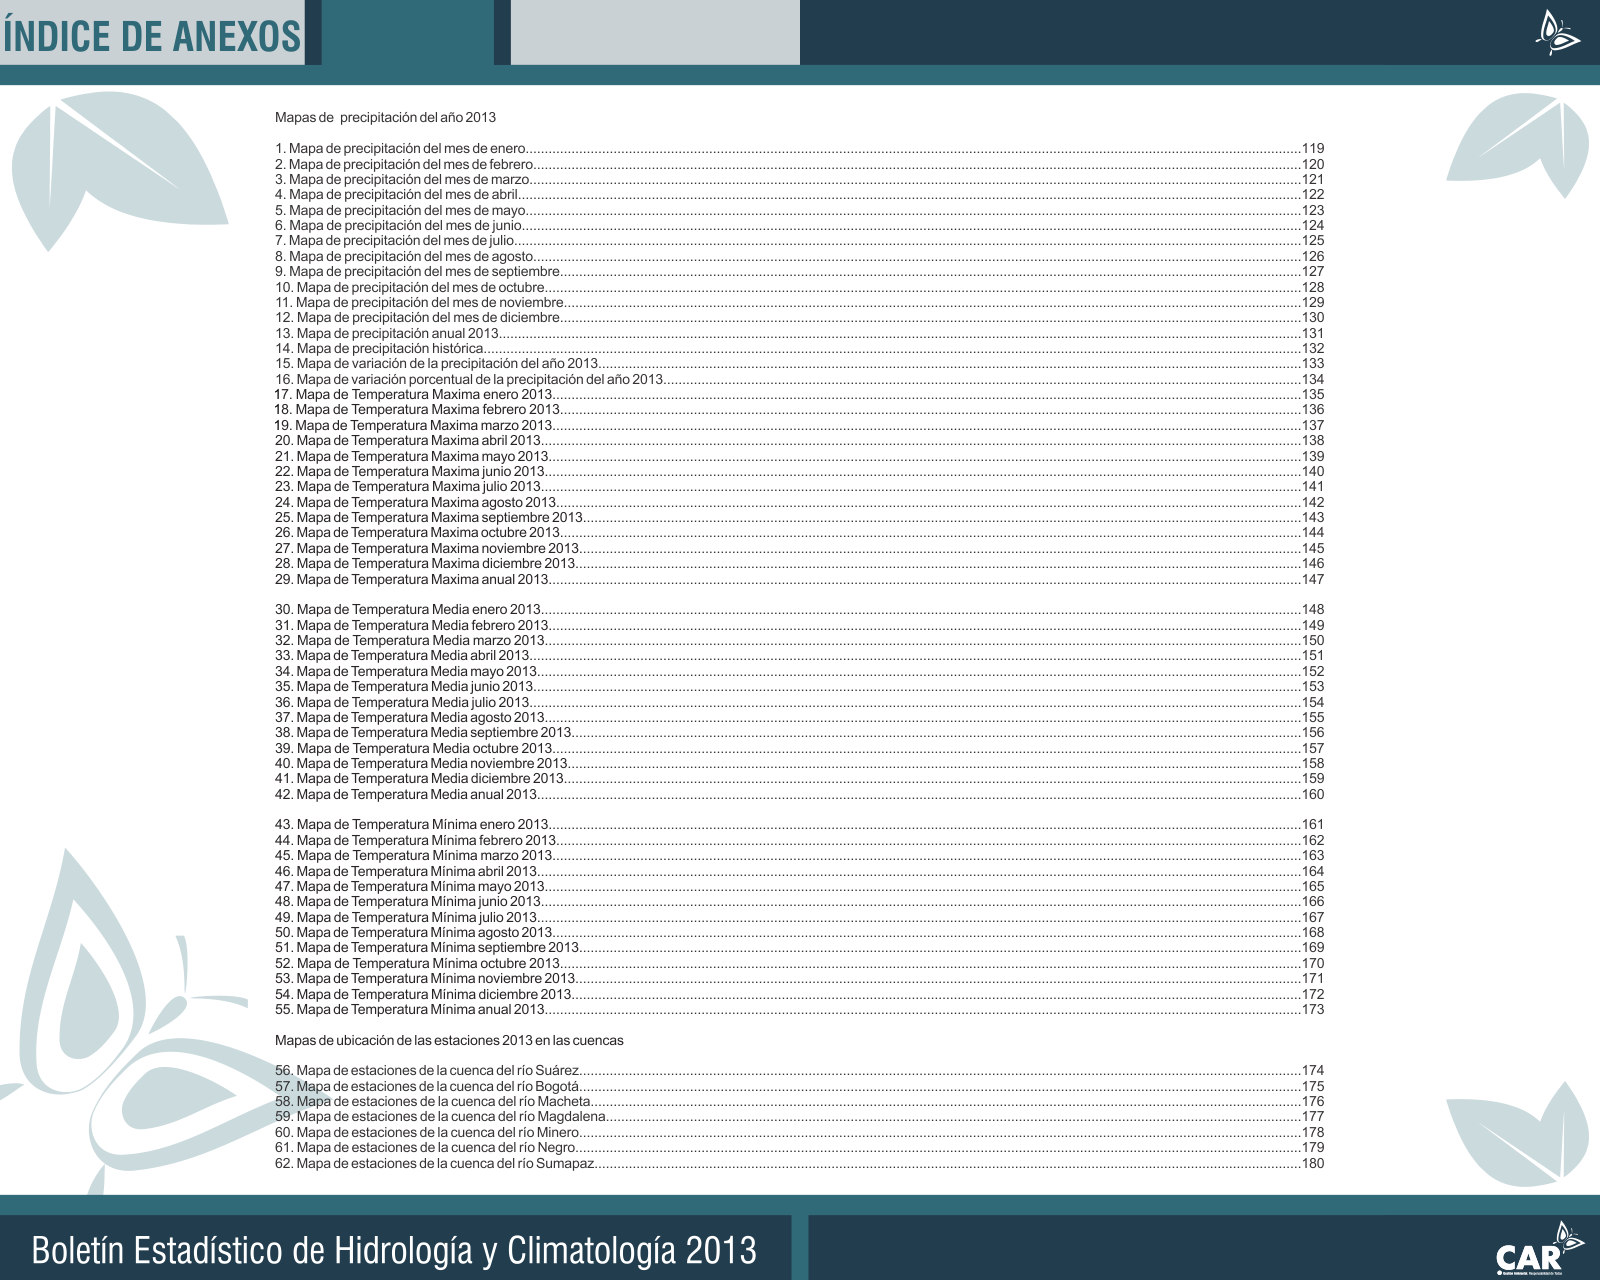 ÍNDICE DE ANEXOS
Mapas de precipitación del año 2013
1. Mapa de precipitación del mes de enero....................119
2. Mapa de precipitación del mes de febrero....................120
3. Mapa de precipitación del mes de marzo....................121
4. Mapa de precipitación del mes de abril....................122
5. Mapa de precipitación del mes de mayo....................123
6. Mapa de precipitación del mes de junio....................124
7. Mapa de precipitación del mes de julio....................125
8. Mapa de precipitación del mes de agosto....................126
9. Mapa de precipitación del mes de septiembre....................127
10. Mapa de precipitación del mes de octubre....................128
11. Mapa de precipitación del mes de noviembre....................129
12. Mapa de precipitación del mes de diciembre....................130
13. Mapa de precipitación anual 2013....................131
14. Mapa de precipitación histórica....................132
15. Mapa de variación de la precipitación del año 2013....................133
16. Mapa de variación porcentual de la precipitación del año 2013....................134
17. Mapa de Temperatura Maxima enero 2013....................135
18. Mapa de Temperatura Maxima febrero 2013....................136
19. Mapa de Temperatura Maxima marzo 2013....................137
20. Mapa de Temperatura Maxima abril 2013....................138
21. Mapa de Temperatura Maxima mayo 2013....................139
22. Mapa de Temperatura Maxima junio 2013....................140
23. Mapa de Temperatura Maxima julio 2013....................141
24. Mapa de Temperatura Maxima agosto 2013....................142
25. Mapa de Temperatura Maxima septiembre 2013....................143
26. Mapa de Temperatura Maxima octubre 2013....................144
27. Mapa de Temperatura Maxima noviembre 2013....................145
28. Mapa de Temperatura Maxima diciembre 2013....................146
29. Mapa de Temperatura Maxima anual 2013....................147
30. Mapa de Temperatura Media enero 2013....................148
31. Mapa de Temperatura Media febrero 2013....................149
32. Mapa de Temperatura Media marzo 2013....................150
33. Mapa de Temperatura Media abril 2013....................151
34. Mapa de Temperatura Media mayo 2013....................152
35. Mapa de Temperatura Media junio 2013....................153
36. Mapa de Temperatura Media julio 2013....................154
37. Mapa de Temperatura Media agosto 2013....................155
38. Mapa de Temperatura Media septiembre 2013....................156
39. Mapa de Temperatura Media octubre 2013....................157
40. Mapa de Temperatura Media noviembre 2013....................158
41. Mapa de Temperatura Media diciembre 2013....................159
42. Mapa de Temperatura Media anual 2013....................160
43. Mapa de Temperatura Mínima enero 2013....................161
44. Mapa de Temperatura Mínima febrero 2013....................162
45. Mapa de Temperatura Mínima marzo 2013....................163
46. Mapa de Temperatura Mínima abril 2013....................164
47. Mapa de Temperatura Mínima mayo 2013....................165
48. Mapa de Temperatura Mínima junio 2013....................166
49. Mapa de Temperatura Mínima julio 2013....................167
50. Mapa de Temperatura Mínima agosto 2013....................168
51. Mapa de Temperatura Mínima septiembre 2013....................169
52. Mapa de Temperatura Mínima octubre 2013....................170
53. Mapa de Temperatura Mínima noviembre 2013....................171
54. Mapa de Temperatura Mínima diciembre 2013....................172
55. Mapa de Temperatura Mínima anual 2013....................173
Mapas de ubicación de las estaciones 2013 en las cuencas
56. Mapa de estaciones de la cuenca del río Suárez....................174
57. Mapa de estaciones de la cuenca del río Bogotá....................175
58. Mapa de estaciones de la cuenca del río Macheta....................176
59. Mapa de estaciones de la cuenca del río Magdalena....................177
60. Mapa de estaciones de la cuenca del río Minero....................178
61. Mapa de estaciones de la cuenca del río Negro....................179
62. Mapa de estaciones de la cuenca del río Sumapaz....................180
Boletín Estadístico de Hidrología y Climatología 2013
CAR